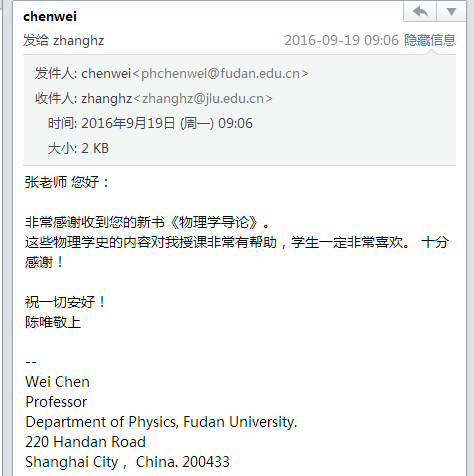 chenwei
发给 zhanghz 2016-09-19 09:06 隐藏信息
发件人: chenwei<phchenwei@fudan.edu.cn>
收件人: zhanghz<zhanghz@jlu.edu.cn>
时间: 2016年9月19日 (周一) 09:06
大小: 2 KB
张老师 您好：
非常感谢收到您的新书《物理学导论》。
这些物理学史的内容对我授课非常有帮助，学生一定非常喜欢。 十分
感谢！
祝一切安好！
陈唯敬上
--
Wei Chen
Professor
Department of Physics, Fudan University.
220 Handan Road
Shanghai City， China. 200433